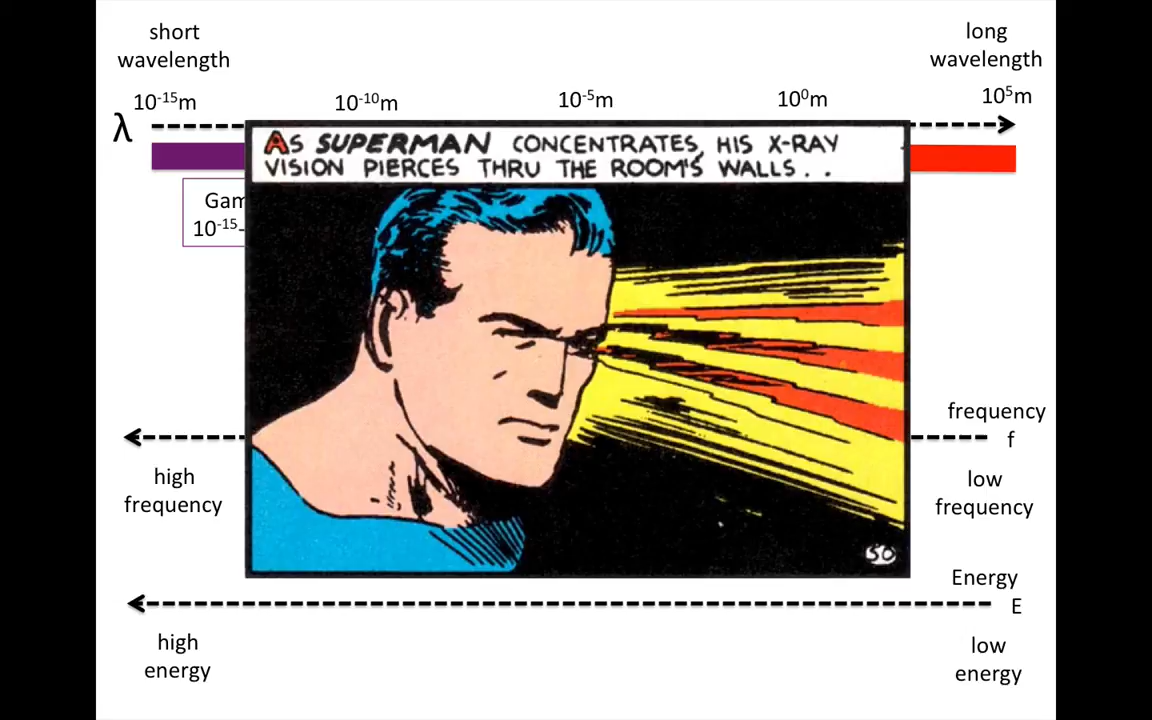 short
wavelength
long
wavelength
10⁻¹⁵m
10⁻¹⁰m
10⁻⁵m
10⁰m
10⁵m
λ
AS SUPERMAN CONCENTRATES, HIS X-RAY
VISION PIERCES THRU THE ROOM'S WALLS..
Gam
10⁻¹⁵-
frequency
f
high
frequency
low
frequency
50
Energy
E
high
energy
low
energy